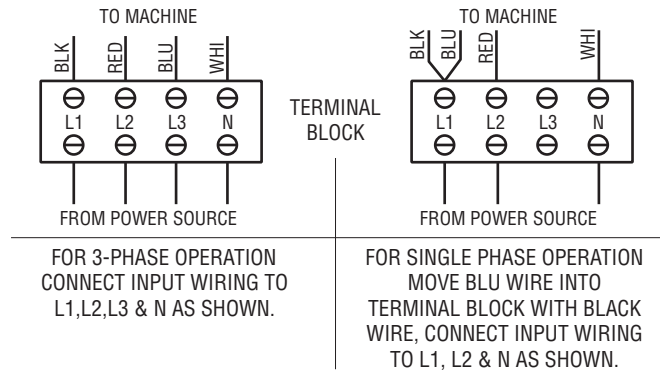 TO MACHINE
BLK RED BLU WHI
L1 L2 L3 N
FROM POWER SOURCE
FOR 3-PHASE OPERATION
CONNECT INPUT WIRING TO
L1,L2,L3 & N AS SHOWN.
TERMINAL
BLOCK
TO MACHINE
BLK BLU RED WHI
L1 L2 L3 N
FROM POWER SOURCE
FOR SINGLE PHASE OPERATION
MOVE BLU WIRE INTO
TERMINAL BLOCK WITH BLACK
WIRE, CONNECT INPUT WIRING
TO L1, L2 & N AS SHOWN.